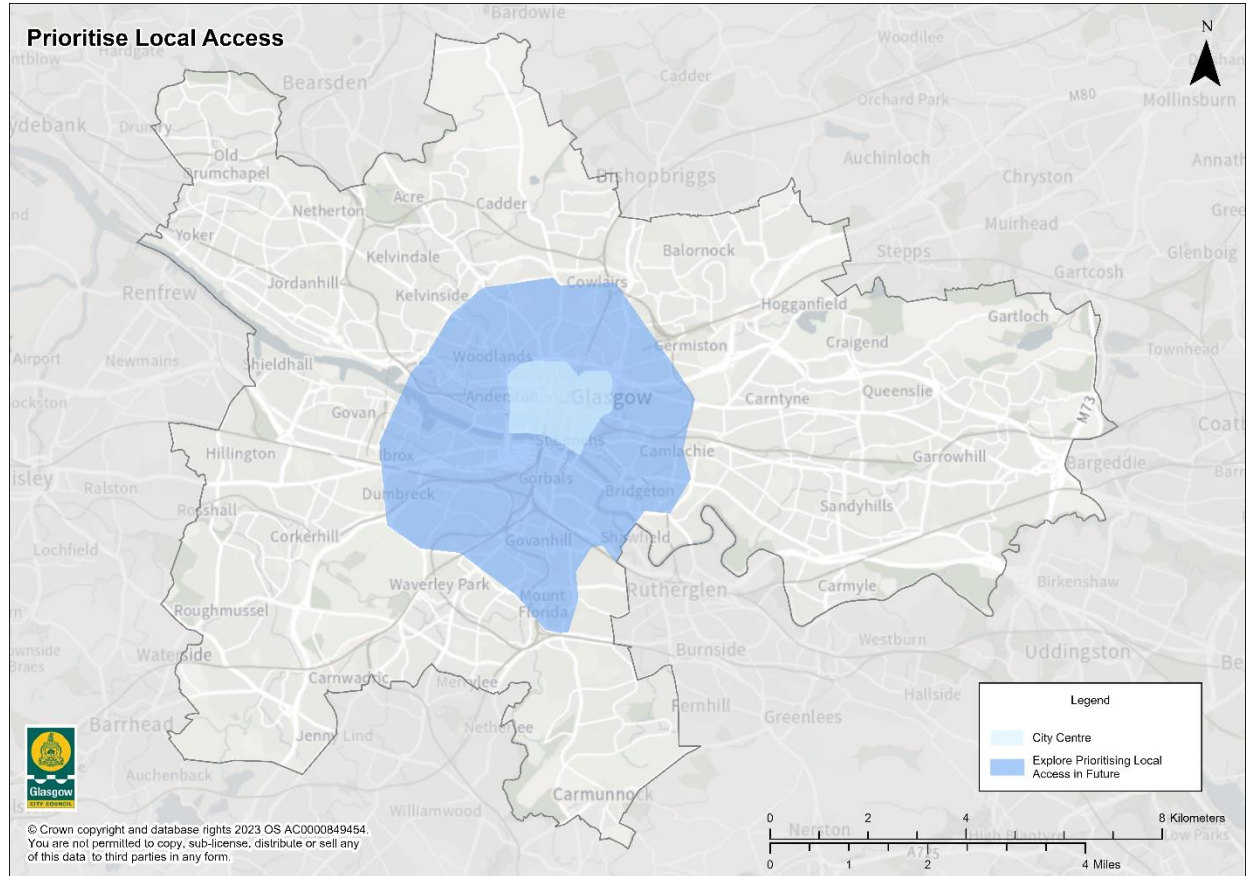 Prioritise Local Access
N
Bardowie
Woodilee
Hardgate
Bearsden
Cadder
Orchard Park
M80
Mollinsburn
Drumry
Old
Drumchapel
Auchinloch
Acre
Bishopbriggs
Chryston
Netherton
Cadder
Muirhead
Yoker
Kelvindale
Balornock
Stepps
Glenboig
Jordanhill
Gartcosh
Renfrew
Kelvinside
Cowlairs
Hogganfield
Gartloch
Airport
Newmains
Shieldhall
Woodlands
Germiston
Craigend
Townhead
Anderston
Glasgow
Carntyne
Queenslie
M73
Govan
St Enochs
Hillington
Ibrox
Camlachie
Garrowhill
Bargeddie
Ralston
Dumbreck
Gorbals
Bridgeton
Sandyhills
Rosshall
Corkerhill
Govanhill
Shawfield
Lochfield
Waverley Park
Rutherglen
Carmyle
Birkenshaw
Roughmussel
Mount
Florida
Westburn
Waterside
Burnside
Uddingston
Carnwadric
Merrylee
Hallside
Barrhead
Jenny Lind
Netherlee
Fernhill
Greenlees
Auchenback
Carmunnock
Williamwood
Nerston
High Blantyre
Low Parks
A725
Legend
City Centre
Explore Prioritising Local
Access in Future
0 2 4 8 Kilometers
0 1 2 4 Miles
Glasgow
CITY COUNCIL
© Crown copyright and database rights 2023 OS AC0000849454.
You are not permitted to copy, sub-license, distribute or sell any
of this data to third parties in any form.